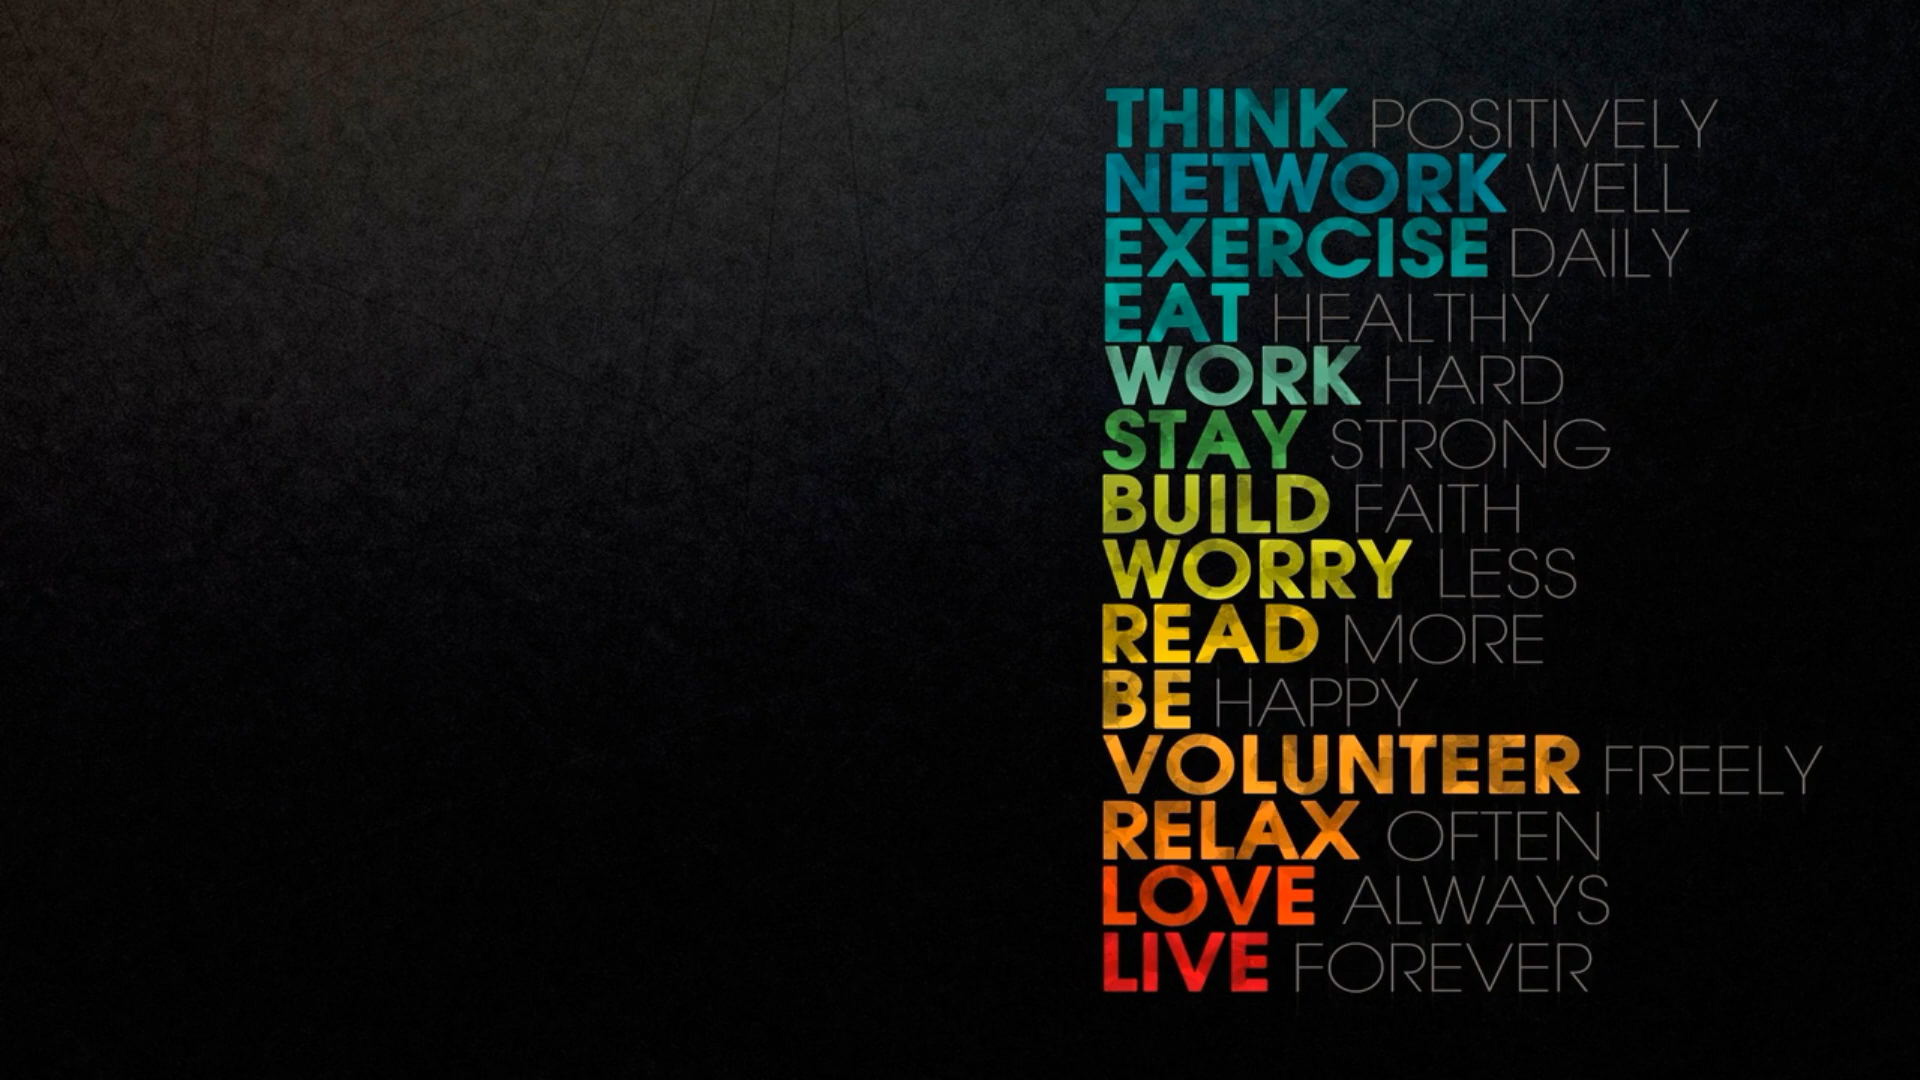 THINK POSITIVELY
NETWORK WELL
EXERCISE DAILY
EAT HEALTHY
WORK HARD
STAY STRONG
BUILD FAITH
WORRY LESS
READ MORE
BE HAPPY
VOLUNTEER FREELY
RELAX OFTEN
LOVE ALWAYS
LIVE FOREVER